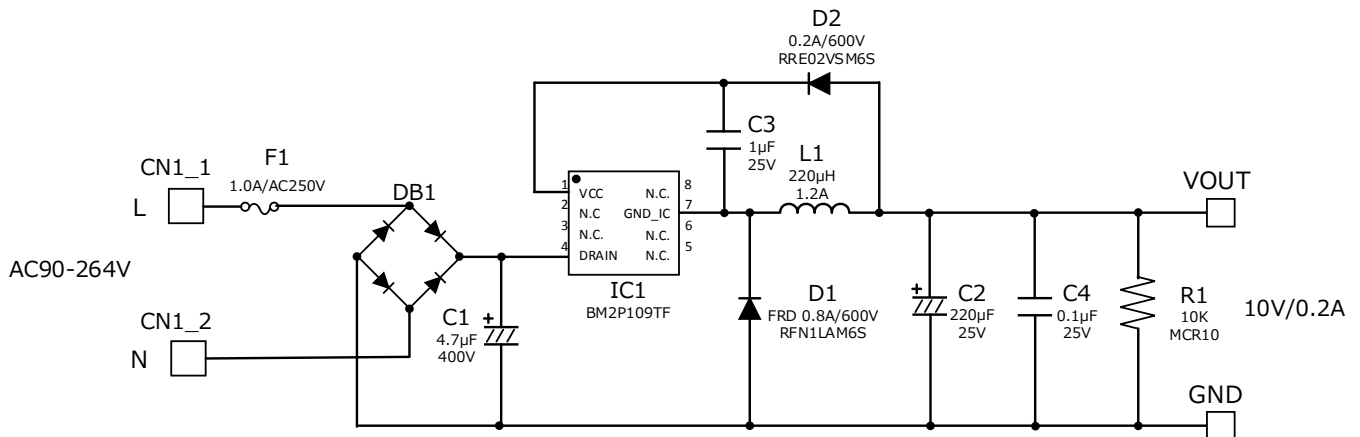 D2
0.2A/600V
RRE02VSM6S
C3
1µF
25V
L1
220µH
1.2A
CN1_1
L
F1
1.0A/AC250V
DB1
1
VCC
N.C.
8
2
N.C
GND_IC
7
3
N.C.
N.C.
6
4
DRAIN
N.C.
5
IC1
BM2P109TF
VOUT
AC90-264V
CN1_2
N
C1
4.7µF
400V
D1
FRD 0.8A/600V
RFN1LAM6S
C2
220µF
25V
C4
0.1µF
25V
R1
10K
MCR10
10V/0.2A
GND